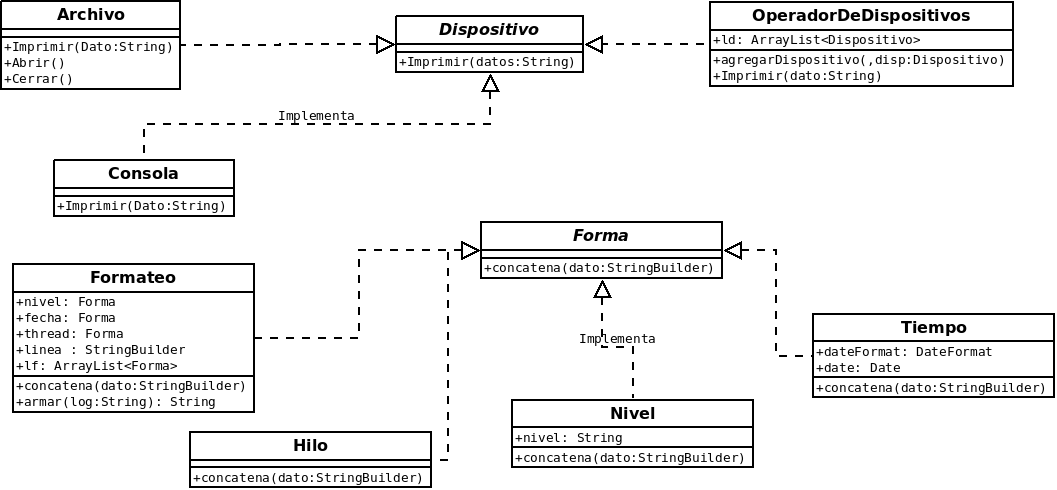 Archivo
+Imprimir(Dato:String)
+Abrir()
+Cerrar()
Dispositivo
+Imprimir(datos:String)
OperadorDeDispositivos
+ld: ArrayList<Dispositivo>
+agregarDispositivo(,disp:Dispositivo)
+Imprimir(dato:String)
Implementa
Consola
+Imprimir(Dato:String)
Forma
+concatena(dato:StringBuilder)
Formateo
+nivel: Forma
+fecha: Forma
+thread: Forma
+linea : StringBuilder
+lf: ArrayList<Forma>
+concatena(dato:StringBuilder)
+armar(log:String): String
Implementa
Tiempo
+dateFormat: DateFormat
+date: Date
+concatena(dato:StringBuilder)
Nivel
+nivel: String
+concatena(dato:StringBuilder)
Hilo
+concatena(dato:StringBuilder)